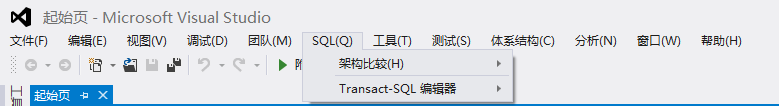 起始页 - Microsoft Visual Studio
文件(F) 编辑(E) 视图(V) 调试(D) 团队(M) SQL(Q) 工具(T) 测试(S) 体系结构(C) 分析(N) 窗口(W) 帮助(H)
架构比较(H)
Transact-SQL 编辑器
起始页